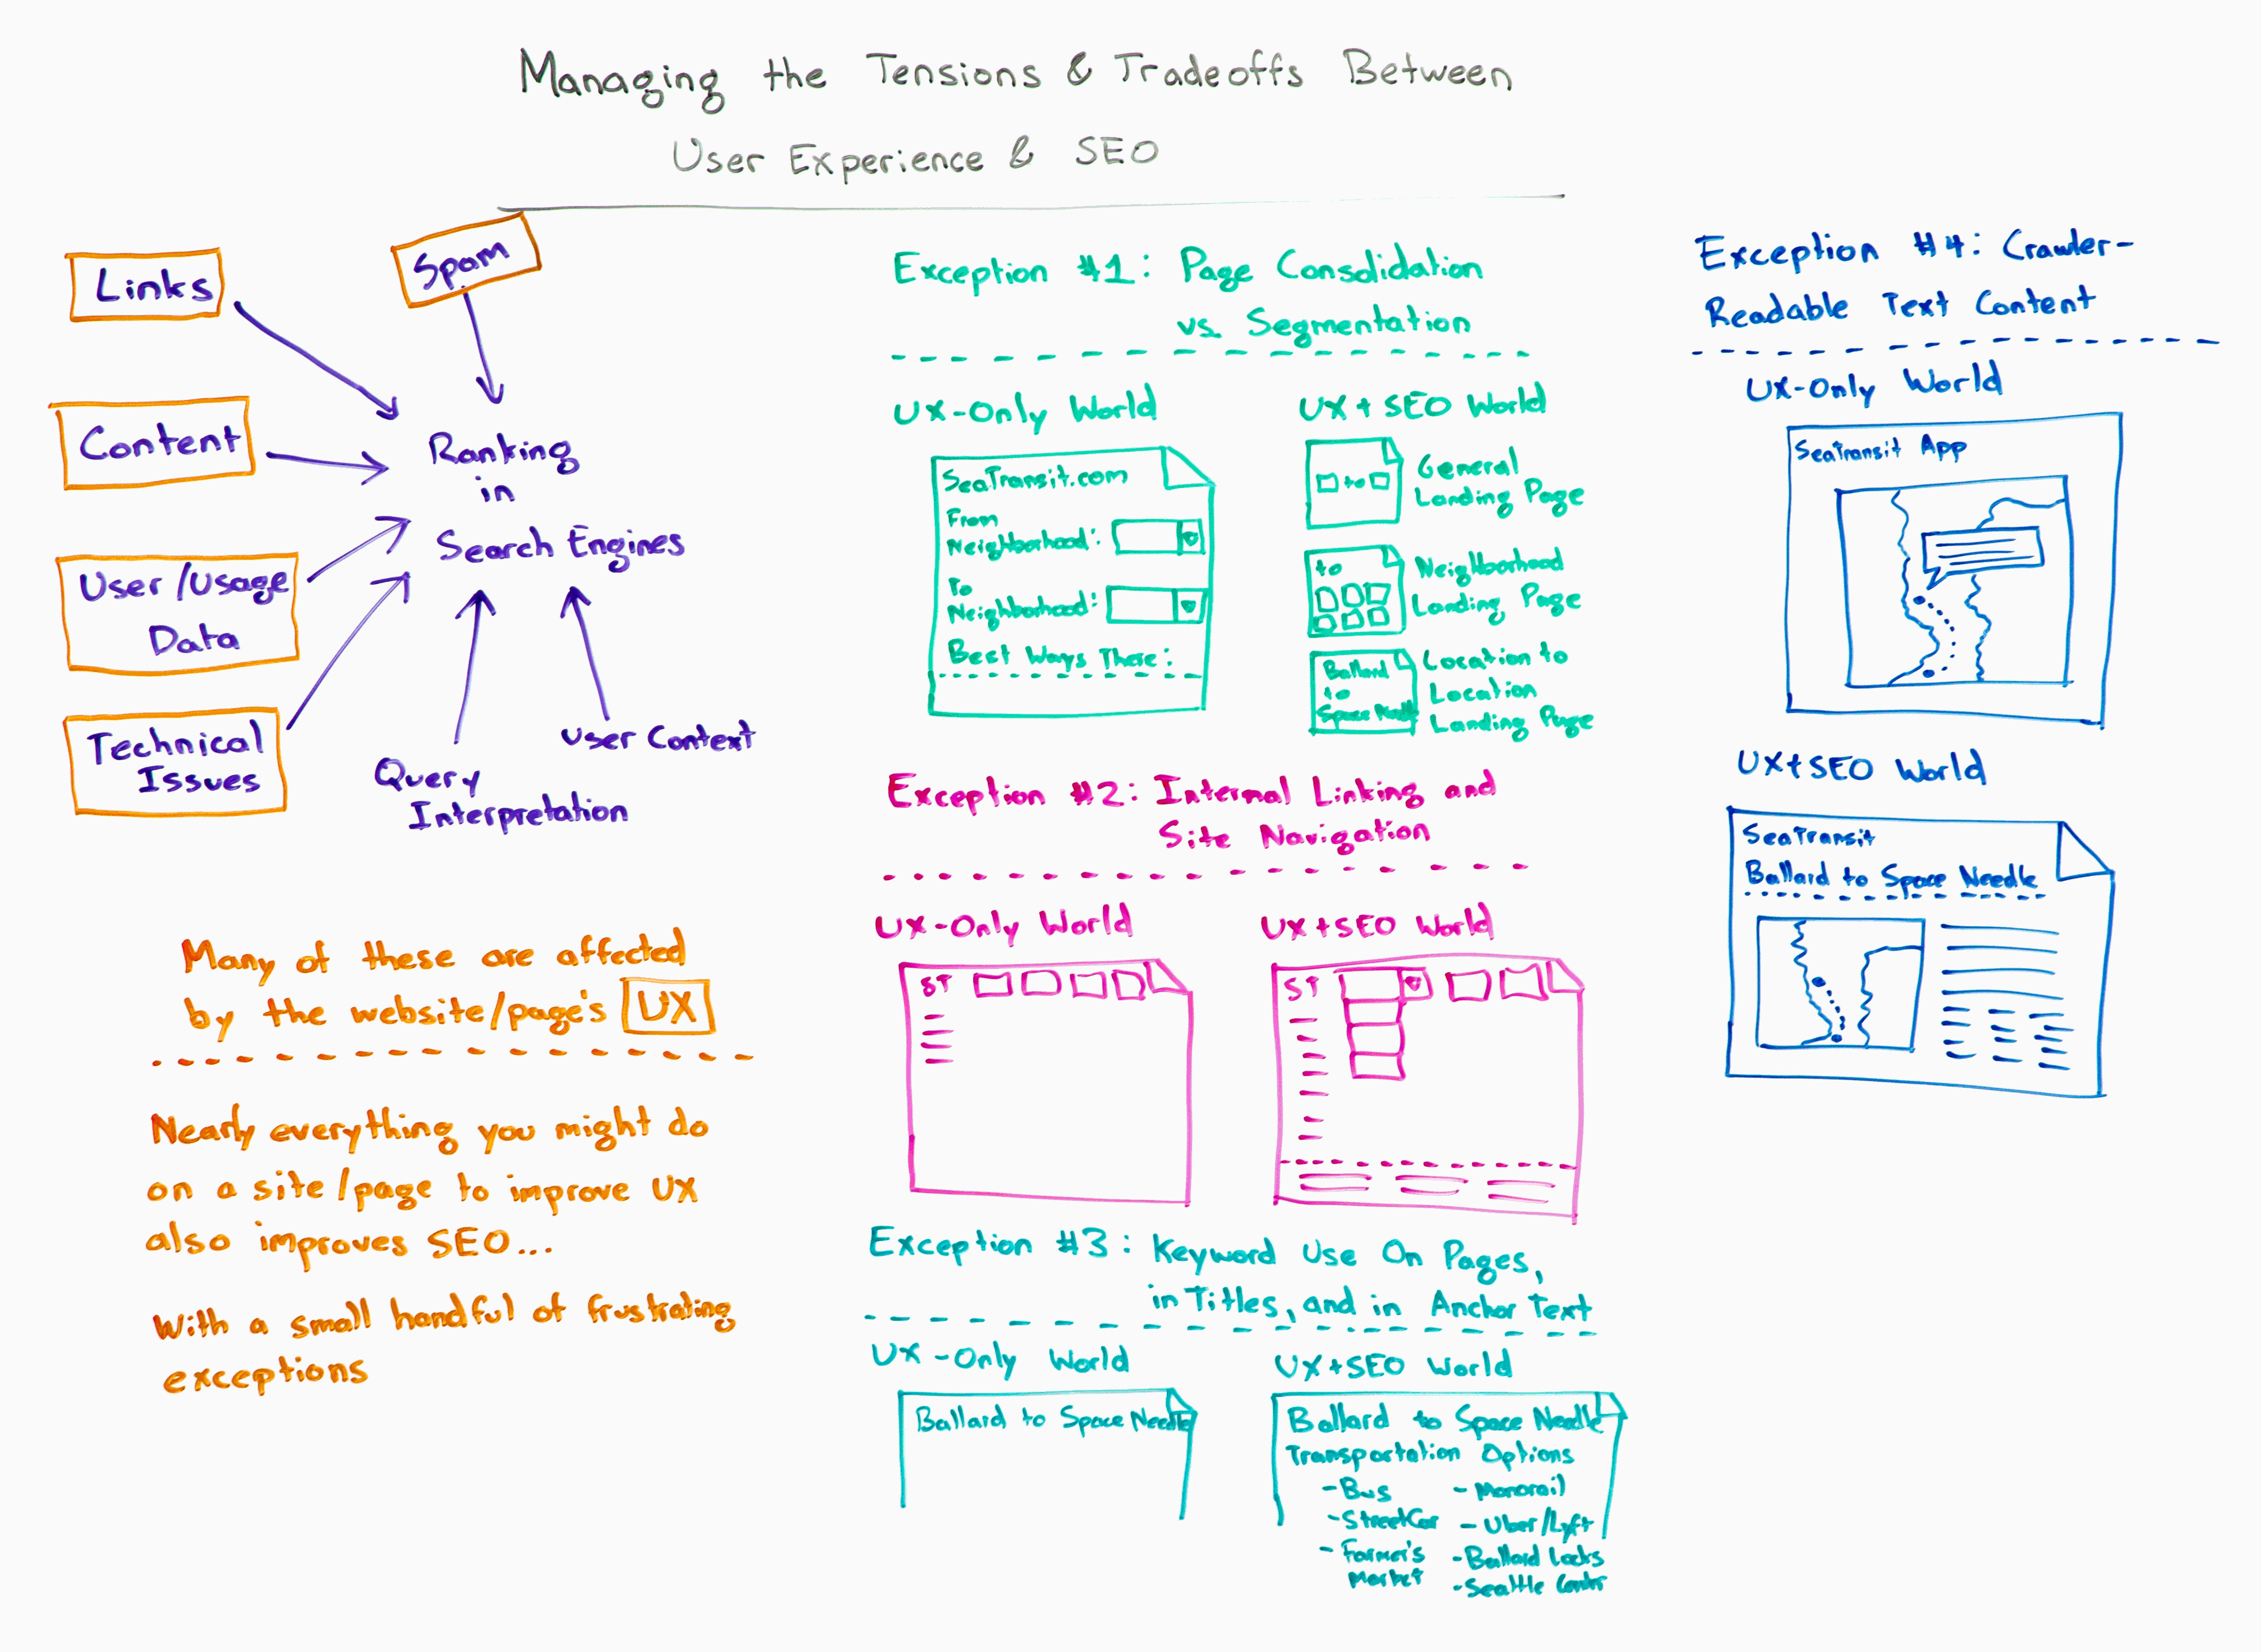 Managing the Tensions & Tradeoffs Between
User Experience & SEO
Links
Spam
Content
User/Usage
Data
Technical
Issues
Ranking
in
Search Engines
Query
Interpretation
User Context
Many of these are affected
by the website/page's UX
Nearly everything you might do
on a site/page to improve UX
also improves SEO...
With a small handful of frustrating
exceptions
Exception #1: Page Consolidation
vs. Segmentation
UX-Only World
SeaTransit.com
From
Neighborhood:
To
Neighborhood:
Best Ways There:
UX+SEO World
to
General
Landing Page
to
Neighborhood
Landing Page
Ballard
to
Space Needle
Location to
Location
Landing Page
Exception #2: Internal Linking and
Site Navigation
UX-Only World
ST
UX+SEO World
ST
Exception #3: Keyword Use On Pages,
in Titles, and in Anchor Text
UX-Only World
Ballard to Space Needle
UX+SEO World
Ballard to Space Needle
Transportation Options
- Bus
- StreetCar
- Farmer's
Market
- Monorail
- Uber/Lyft
- Ballard Locks
- Seattle Center
Exception #4: Crawler-
Readable Text Content
UX-Only World
SeaTransit App
UX+SEO World
SeaTransit
Ballard to Space Needle